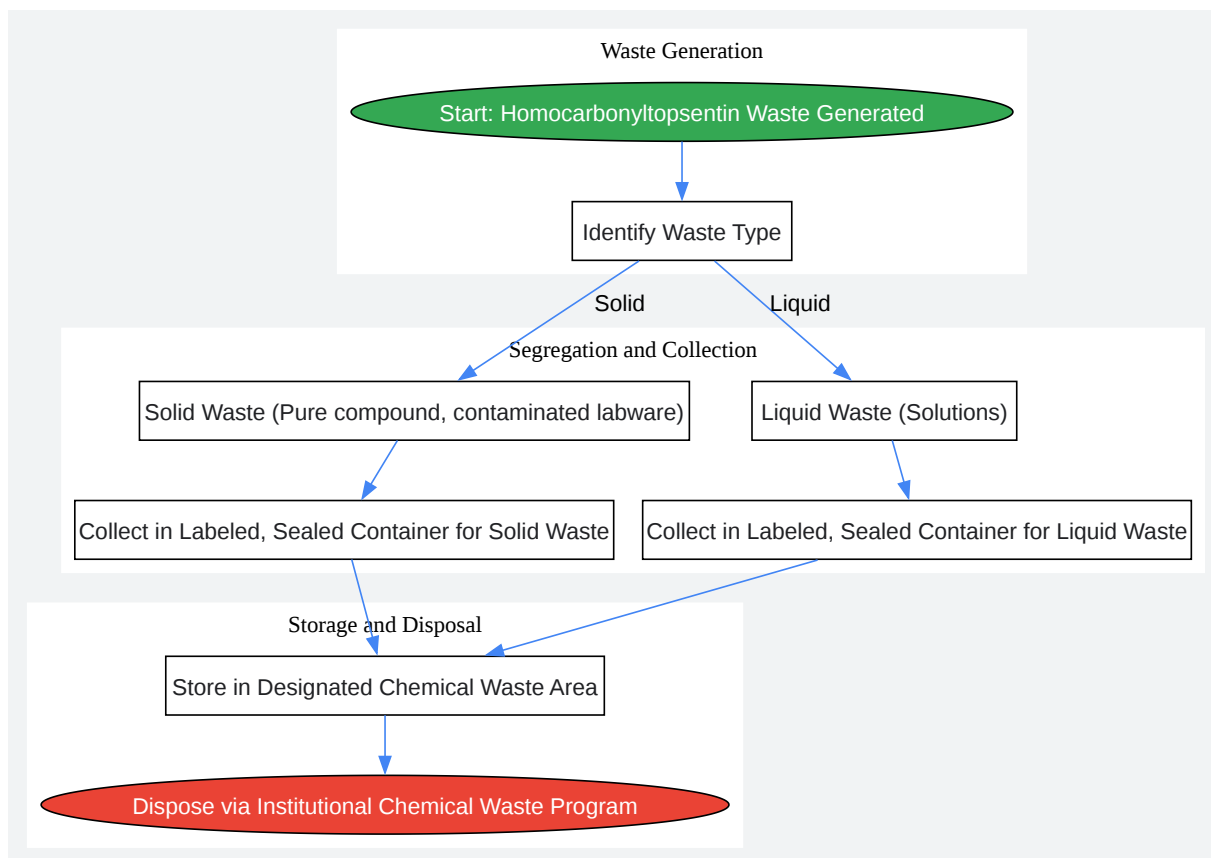 Waste Generation
Start: Homocarbonyltopsentin Waste Generated
Identify Waste Type
Solid
Liquid
Segregation and Collection
Solid Waste (Pure compound, contaminated labware)
Liquid Waste (Solutions)
Collect in Labeled, Sealed Container for Solid Waste
Collect in Labeled, Sealed Container for Liquid Waste
Storage and Disposal
Store in Designated Chemical Waste Area
Dispose via Institutional Chemical Waste Program